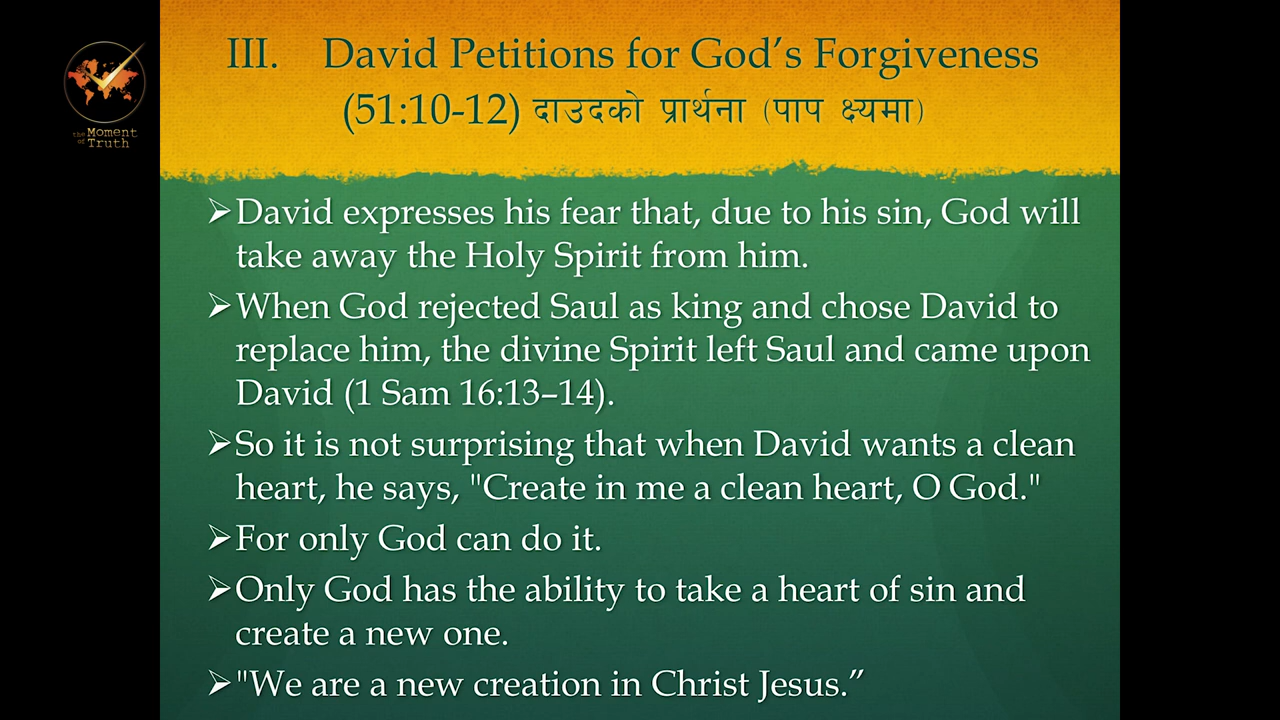 the Moment
of Truth
III. David Petitions for God’s Forgiveness
(51:10-12) दाउदको प्रार्थना (पाप क्ष्यमा)
➢David expresses his fear that, due to his sin, God will
take away the Holy Spirit from him.
➢When God rejected Saul as king and chose David to
replace him, the divine Spirit left Saul and came upon
David (1 Sam 16:13–14).
➢So it is not surprising that when David wants a clean
heart, he says, "Create in me a clean heart, O God."
➢For only God can do it.
➢Only God has the ability to take a heart of sin and
create a new one.
➢"We are a new creation in Christ Jesus.”